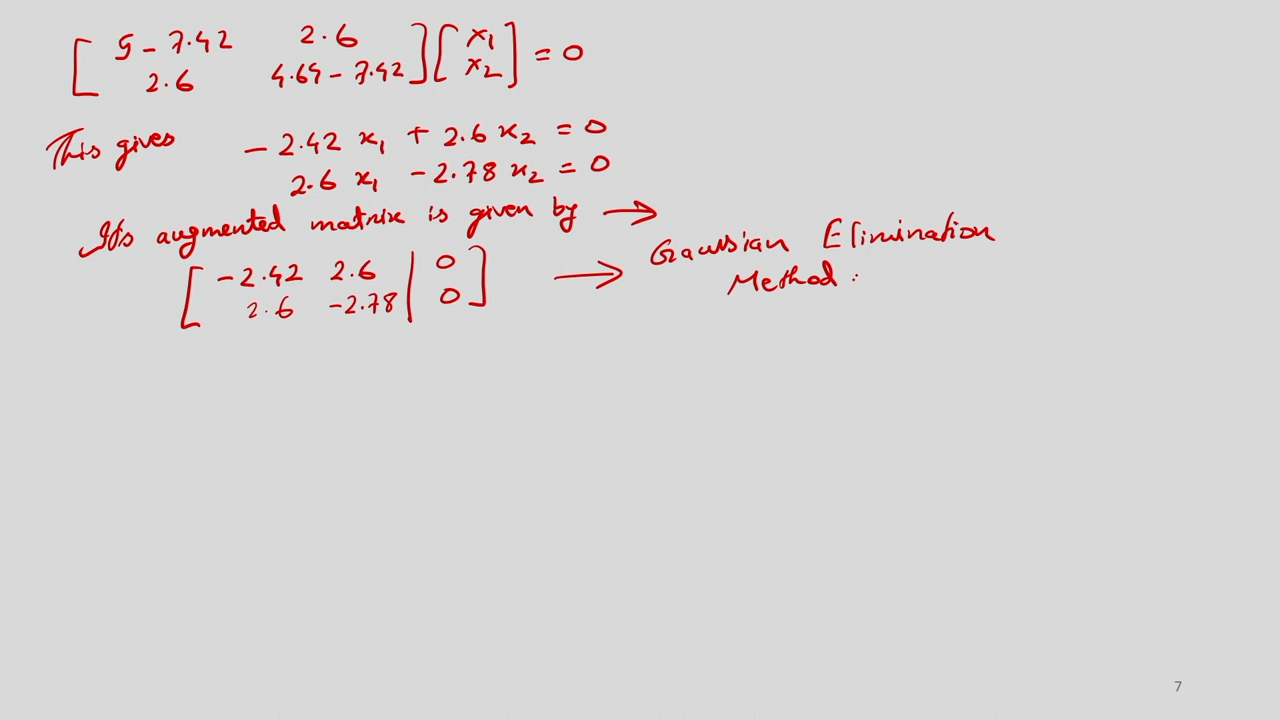 [ 5 - 7.42 2.6 ] [ x₁ ] = 0
[ 2.6 4.64 - 7.42 ] [ x₂ ]
This gives - 2.42 x₁ + 2.6 x₂ = 0
2.6 x₁ - 2.78 x₂ = 0
It's augmented matrix is given by →
[ -2.42 2.6 | 0 ] → Gaussian Elimination
[ 2.6 -2.78 | 0 ] Method :
7